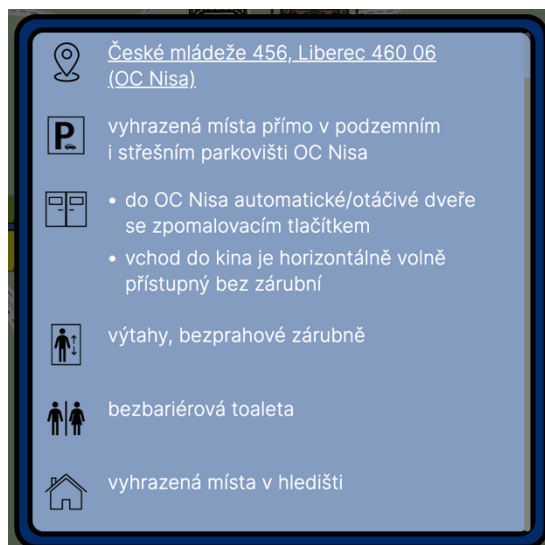 České mládeže 456, Liberec 460 06
(OC Nisa)
P
vyhrazená místa přímo v podzemním
i střešním parkovišti OC Nisa
• do OC Nisa automatické/otáčivé dveře
se zpomalovacím tlačítkem
• vchod do kina je horizontálně volně
přístupný bez zárubní
výtahy, bezprahové zárubně
bezbariérová toaleta
vyhrazená místa v hledišti